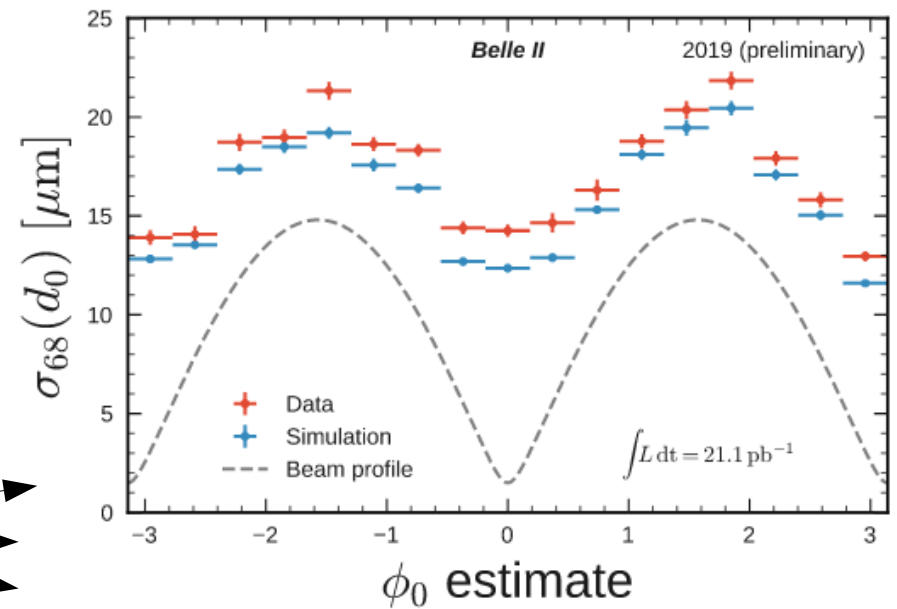 Belle II 2019 (preliminary)
25
20
15
10
5
0
σ₆₈(d₀) [μm]
Data
Simulation
Beam profile
∫L dt = 21.1 pb⁻¹
−3 −2 −1 0 1 2 3
ϕ₀ estimate